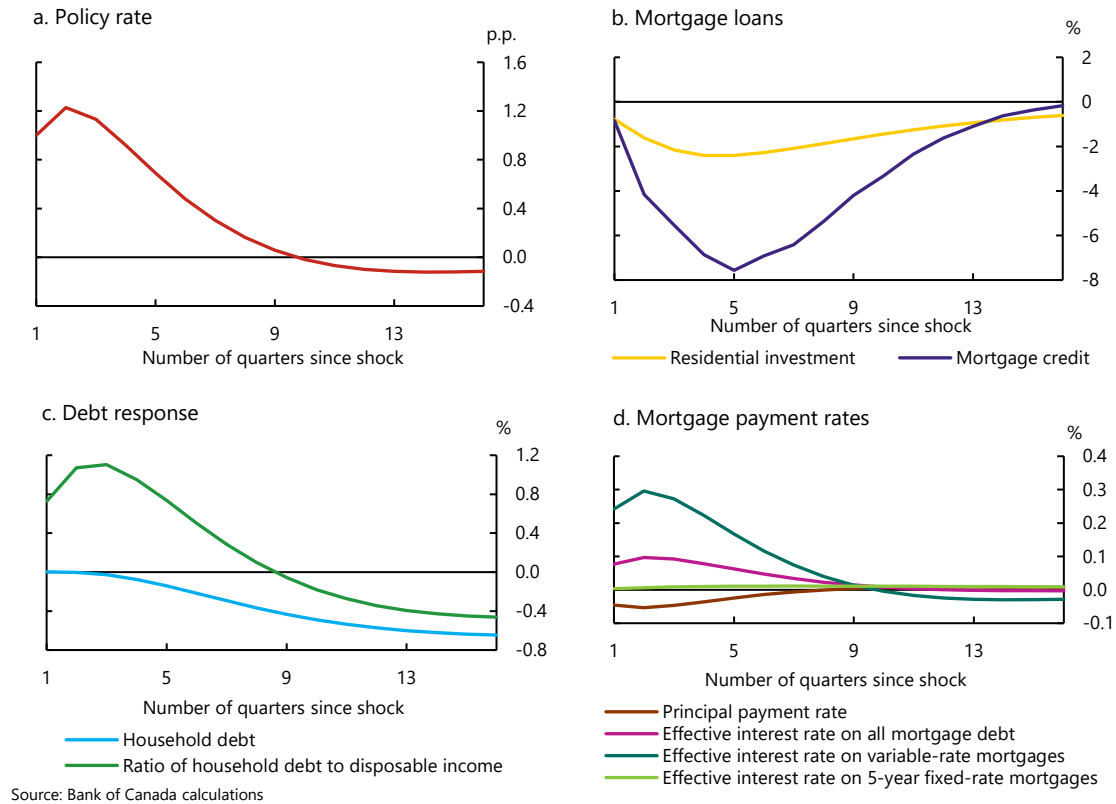 a. Policy rate
p.p.
1.6
1.2
0.8
0.4
0.0
-0.4
1 5 9 13
Number of quarters since shock
b. Mortgage loans
%
2
0
-2
-4
-6
-8
1 5 9 13
Number of quarters since shock
Residential investment Mortgage credit
c. Debt response
%
1.2
0.8
0.4
0.0
-0.4
-0.8
1 5 9 13
Number of quarters since shock
Household debt
Ratio of household debt to disposable income
d. Mortgage payment rates
%
0.4
0.3
0.2
0.1
0.0
-0.1
1 5 9 13
Number of quarters since shock
Principal payment rate
Effective interest rate on all mortgage debt
Effective interest rate on variable-rate mortgages
Effective interest rate on 5-year fixed-rate mortgages
Source: Bank of Canada calculations